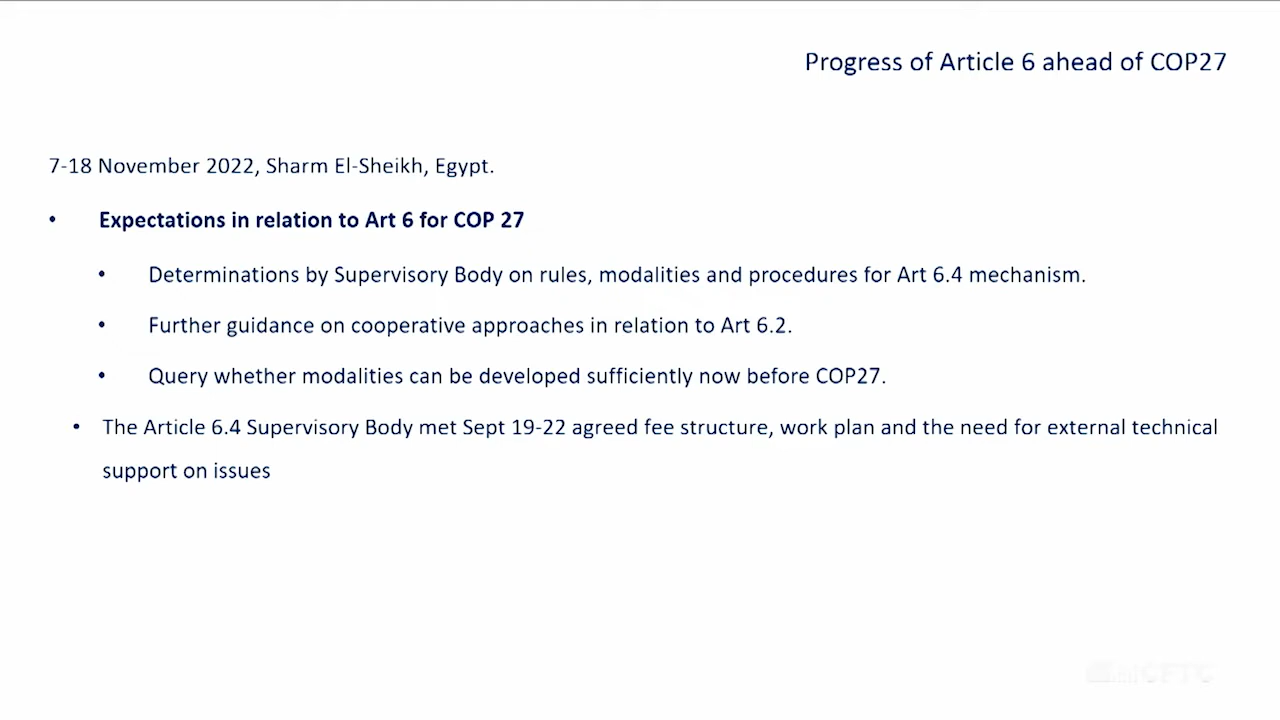 Progress of Article 6 ahead of COP27
7-18 November 2022, Sharm El-Sheikh, Egypt.
• Expectations in relation to Art 6 for COP 27
• Determinations by Supervisory Body on rules, modalities and procedures for Art 6.4 mechanism.
• Further guidance on cooperative approaches in relation to Art 6.2.
• Query whether modalities can be developed sufficiently now before COP27.
• The Article 6.4 Supervisory Body met Sept 19-22 agreed fee structure, work plan and the need for external technical
support on issues
CFTC